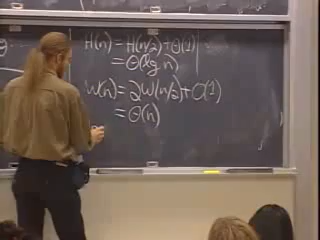 H(n) = H(n/2) + Θ(1)
= Θ(lg n)
W(n) = 2W(n/2) + O(1)
= Θ(n)